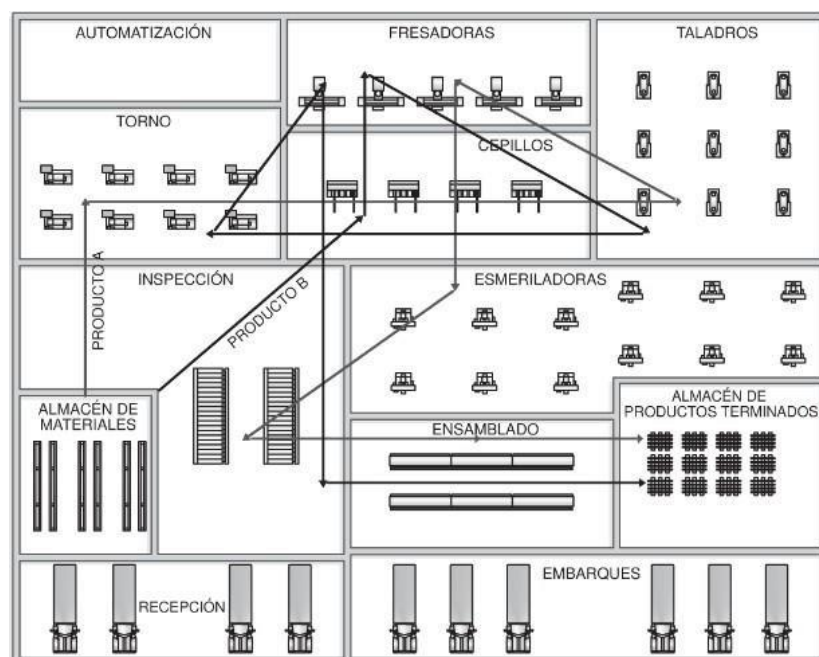 AUTOMATIZACIÓN
FRESADORAS
TALADROS
TORNO
CEPILLOS
PRODUCTO A
INSPECCIÓN
PRODUCTO B
ESMERILADORAS
ALMACÉN DE
MATERIALES
ENSAMBLADO
ALMACÉN DE
PRODUCTOS TERMINADOS
RECEPCIÓN
EMBARQUES